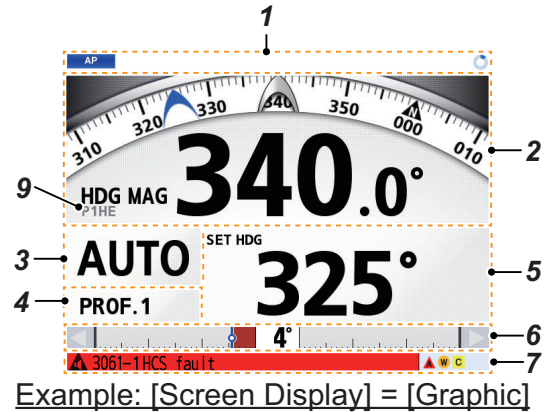 1
AP
310 320 330 340 350 N 000 010
2
9
HDG MAG
P1HE
340.0°
3
AUTO
SET HDG
325°
5
4
PROF.1
4°
6
3061-1HCS fault
A W C
7
Example: [Screen Display] = [Graphic]